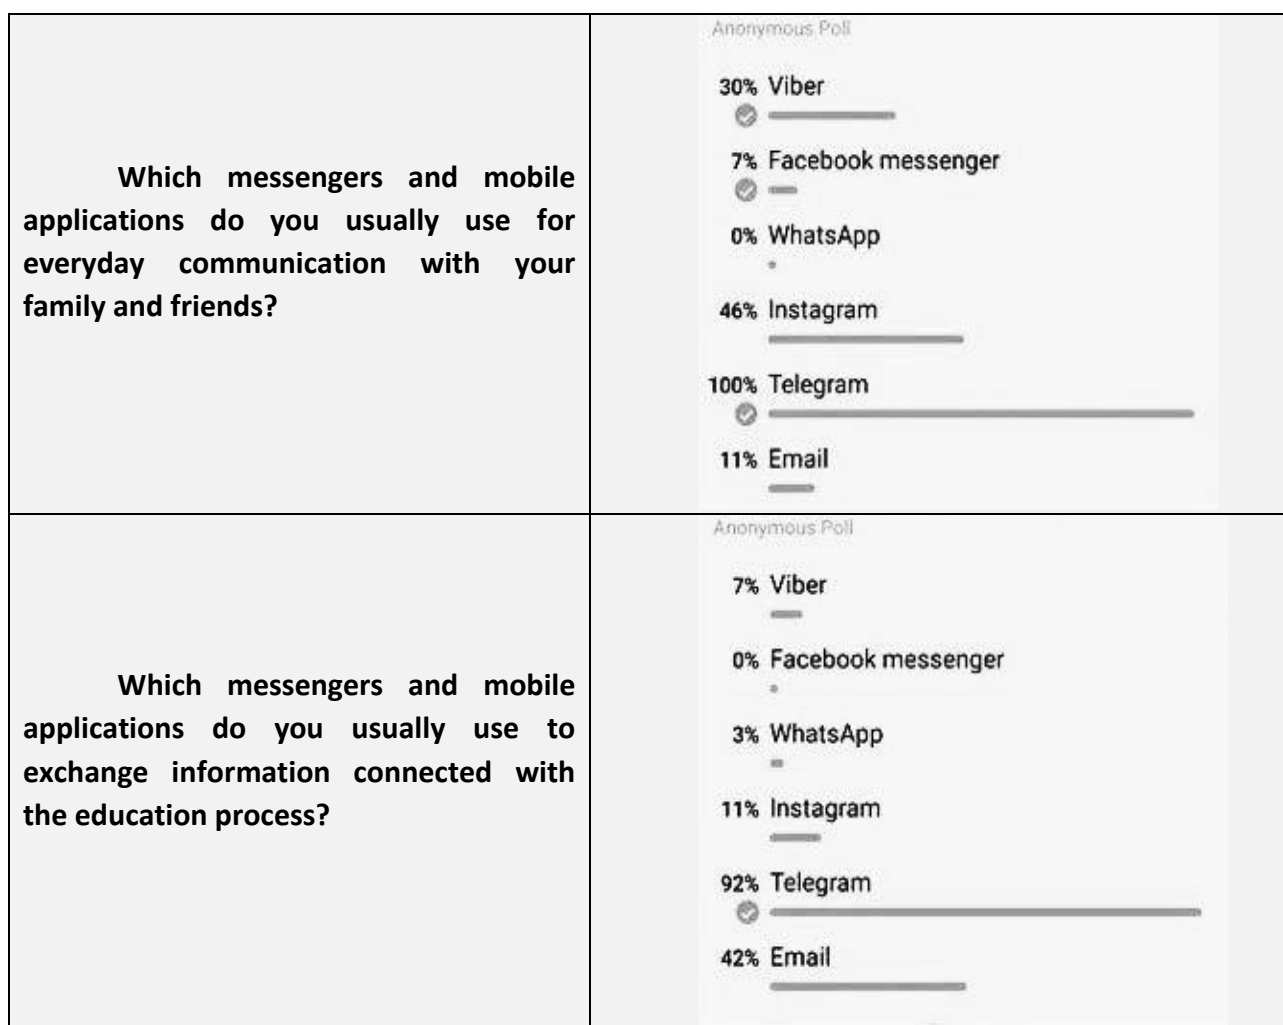 Which messengers and mobile
applications do you usually use for
everyday communication with your
family and friends?
Anonymous Poll
30% Viber
7% Facebook messenger
0% WhatsApp
46% Instagram
100% Telegram
11% Email
Which messengers and mobile
applications do you usually use to
exchange information connected with
the education process?
Anonymous Poll
7% Viber
0% Facebook messenger
3% WhatsApp
11% Instagram
92% Telegram
42% Email